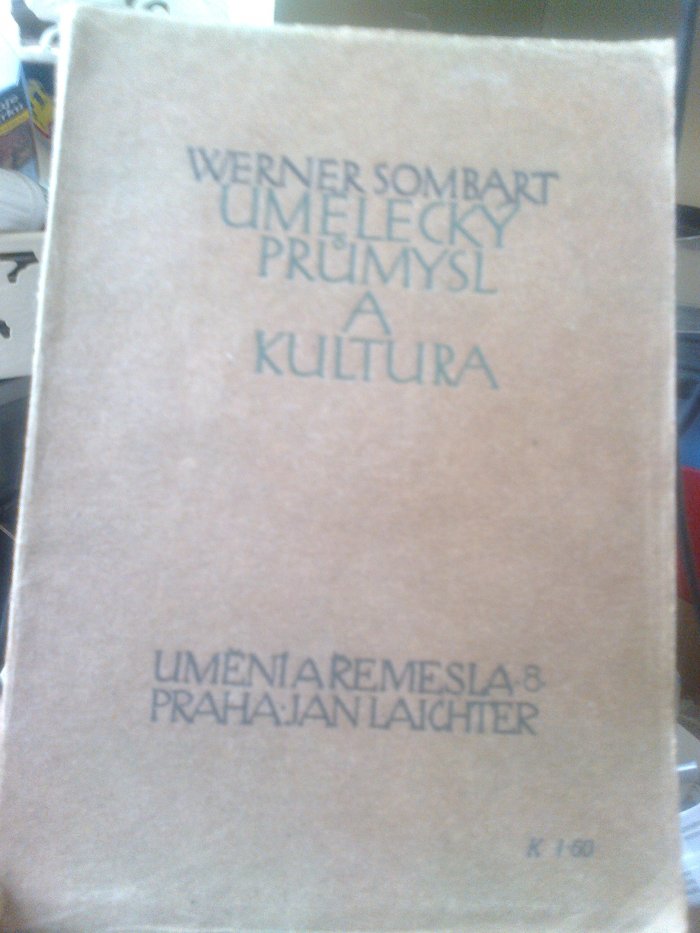 WERNER SOMBART
UMĚLECKÝ
PRŮMYSL
A
KULTURA
UMĚNÍ A ŘEMESLA·8·
PRAHA·JAN LAICHTER
K 1·60